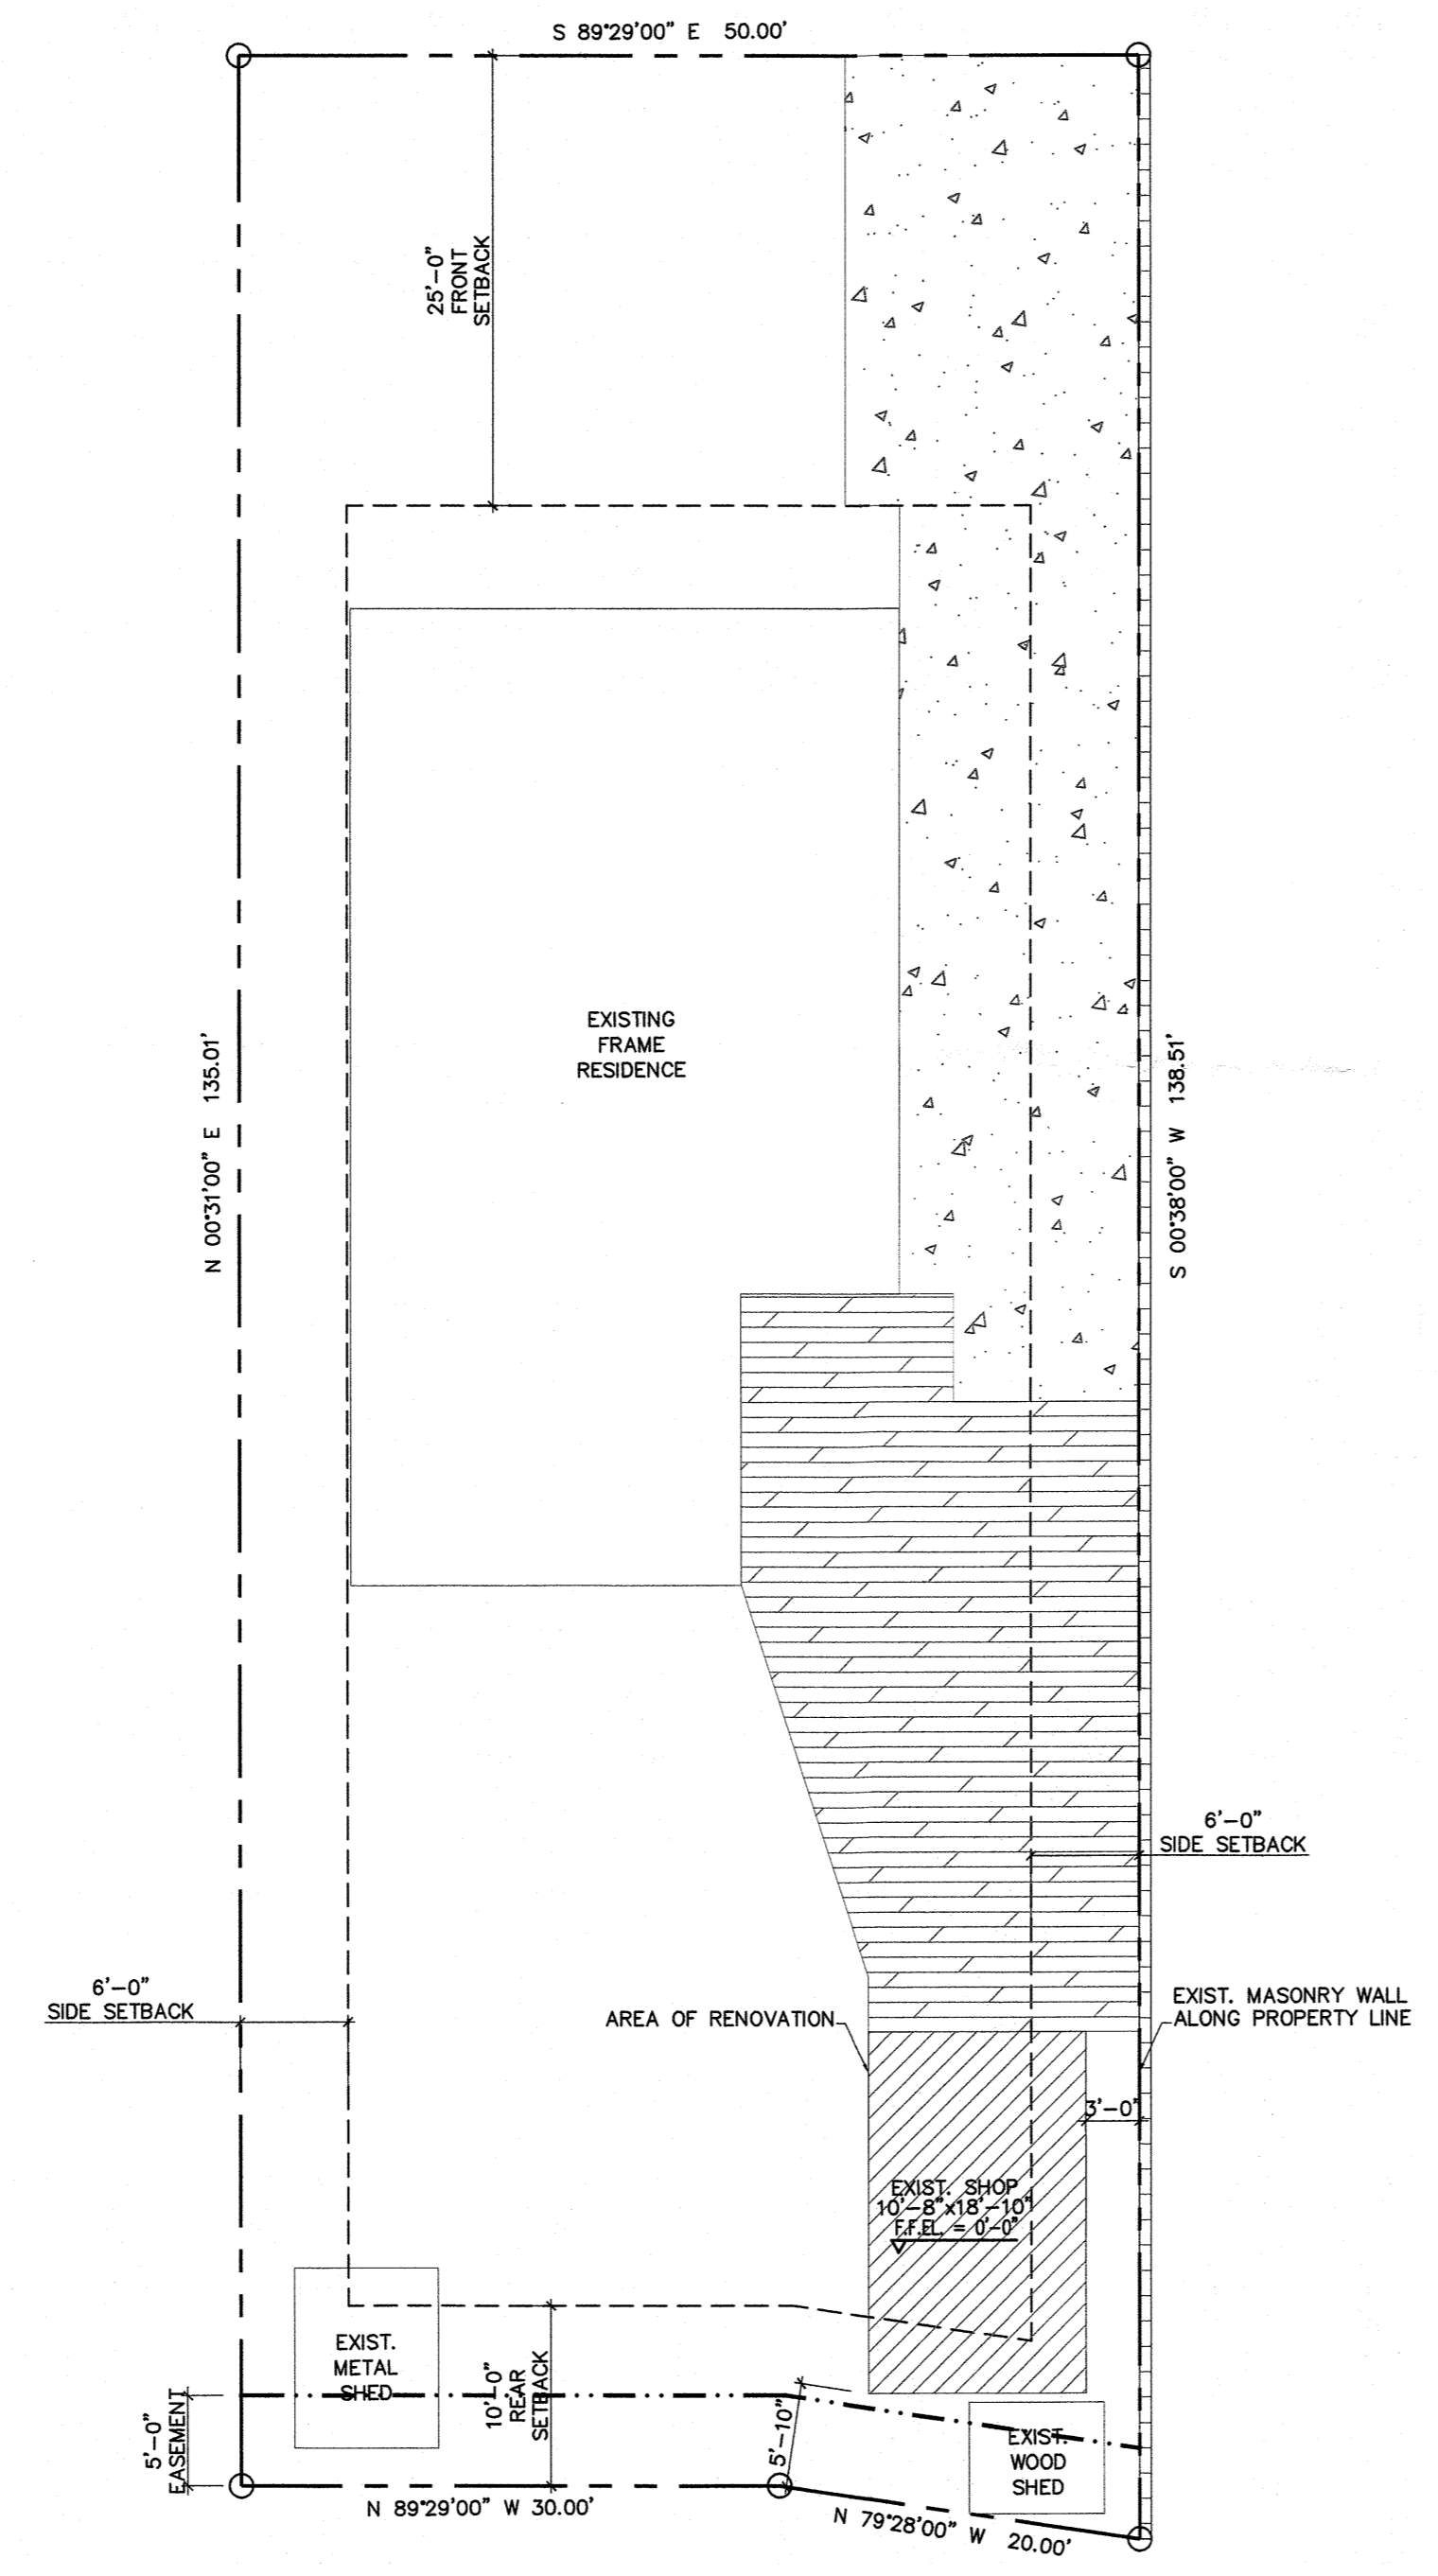 S 89°29'00" E 50.00'
25'-0"
FRONT
SETBACK
EXISTING
FRAME
RESIDENCE
N 00°31'00" E 135.01'
S 00°38'00" W 138.51'
6'-0"
SIDE SETBACK
6'-0"
SIDE SETBACK
AREA OF RENOVATION
EXIST. MASONRY WALL
ALONG PROPERTY LINE
3'-0"
EXIST. SHOP
10'-8"x18'-10"
F.F.EL. = 0'-0"
EXIST.
METAL
SHED
10'-0"
REAR
SETBACK
5'-10"
5'-0"
EASEMENT
EXIST.
WOOD
SHED
N 89°29'00" W 30.00'
N 79°28'00" W 20.00'